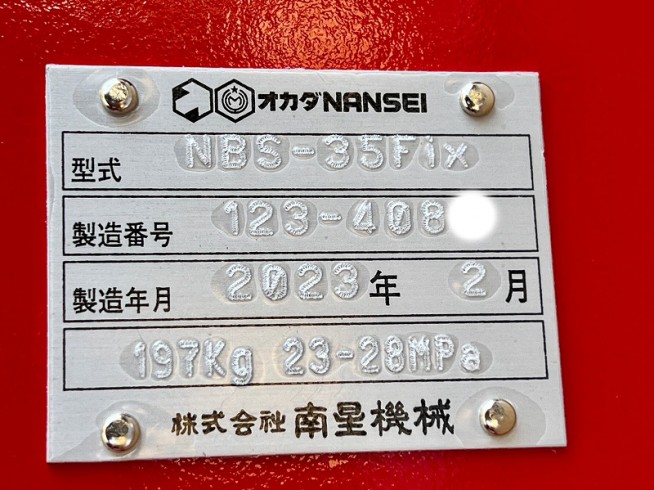 オカダNANSEI
型式 NBS-35Fix
製造番号 123-408
製造年月 2023年 2月
197Kg 23-28MPa
株式会社 南星機械